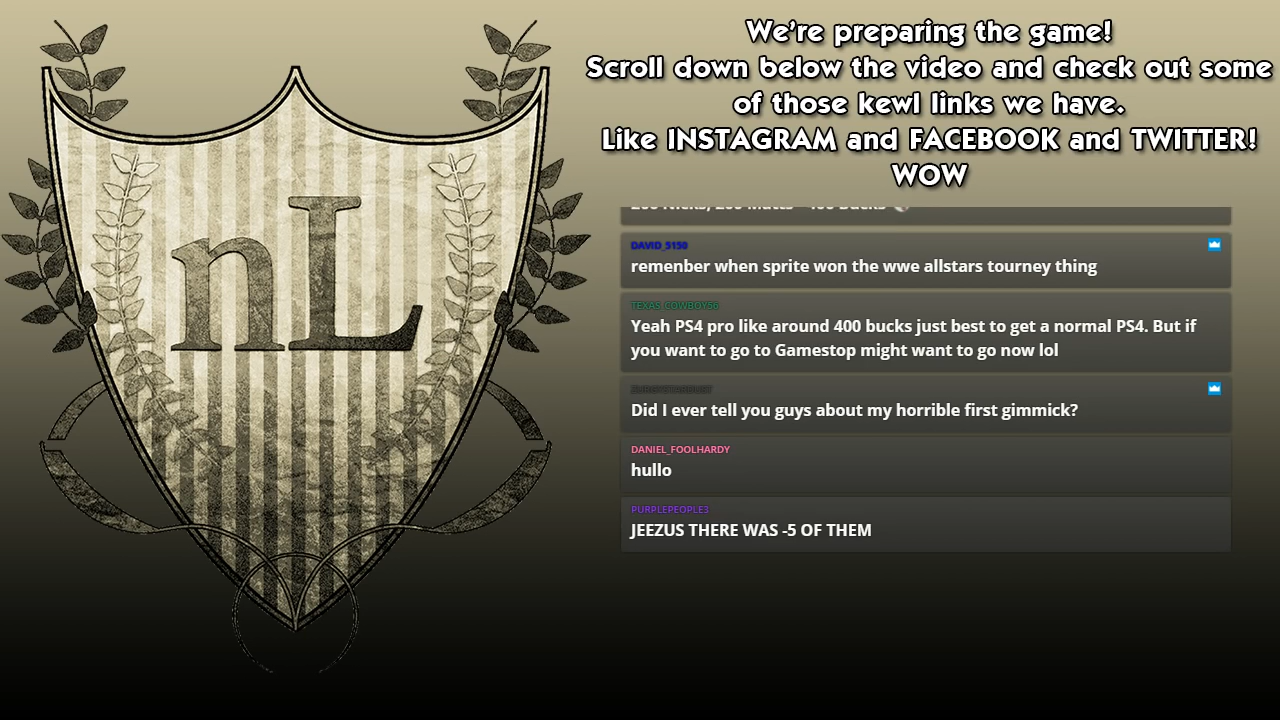 We're preparing the game!
Scroll down below the video and check out some
of those kewl links we have.
Like INSTAGRAM and FACEBOOK and TWITTER!
WOW
nL
DAVID_5150
remenber when sprite won the wwe allstars tourney thing
TEXAS_COWBOY56
Yeah PS4 pro like around 400 bucks just best to get a normal PS4. But if
you want to go to Gamestop might want to go now lol
Did I ever tell you guys about my horrible first gimmick?
DANIEL_FOOLHARDY
hullo
PURPLEPEOPLE3
JEEZUS THERE WAS -5 OF THEM